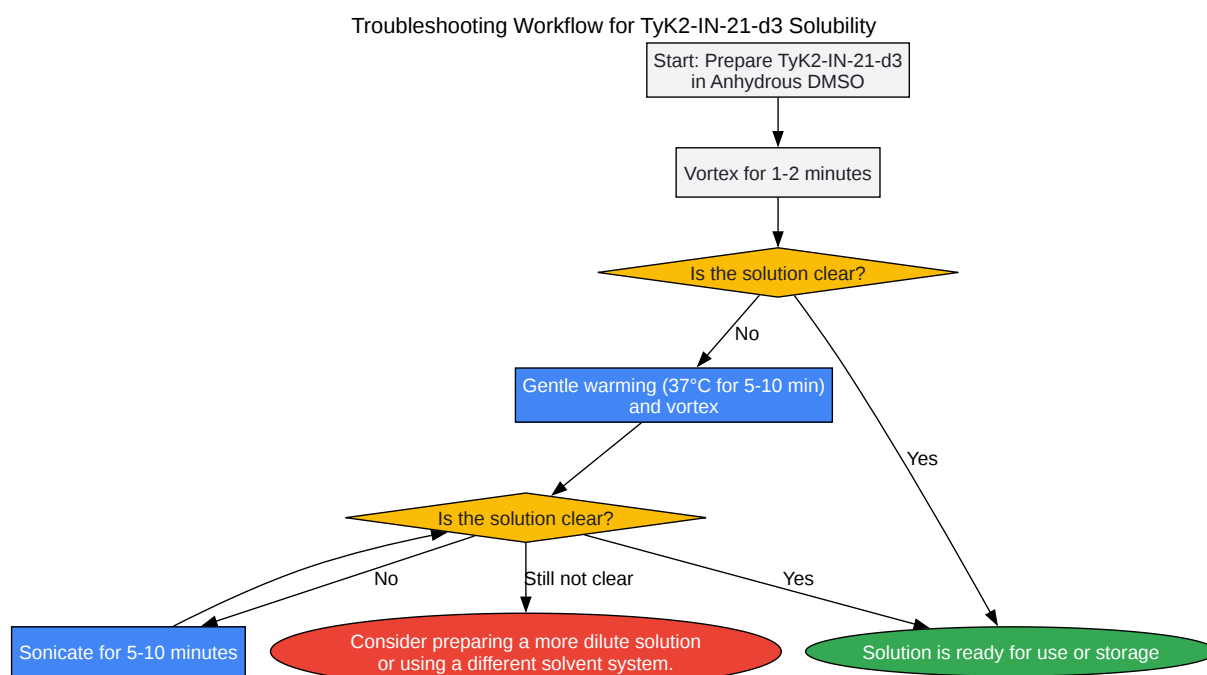 Troubleshooting Workflow for TyK2-IN-21-d3 Solubility
Start: Prepare TyK2-IN-21-d3
in Anhydrous DMSO
Vortex for 1-2 minutes
Is the solution clear?
No
Gentle warming (37°C for 5-10 min)
and vortex
Yes
Is the solution clear?
No
Still not clear
Yes
Sonicate for 5-10 minutes
Consider preparing a more dilute solution
or using a different solvent system.
Solution is ready for use or storage